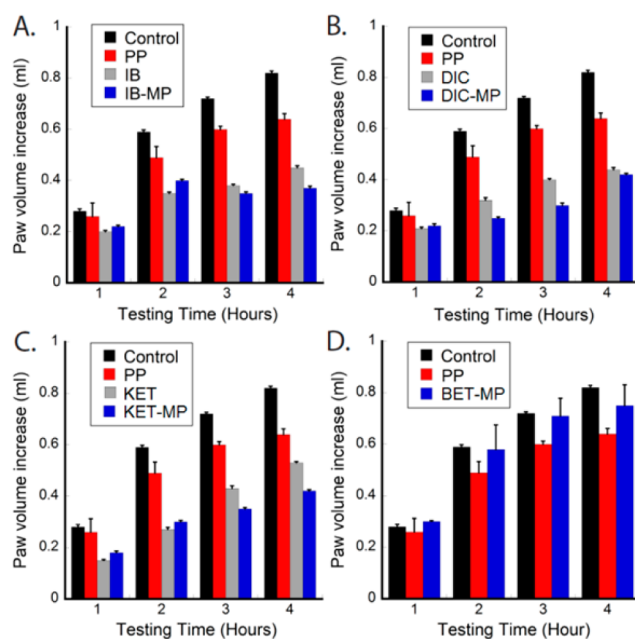 A.
Control
PP
IB
IB-MP
Paw volume increase (ml)
1
0.8
0.6
0.4
0.2
0
1 2 3 4
Testing Time (Hours)
B.
Control
PP
DIC
DIC-MP
Paw volume increase (ml)
1
0.8
0.6
0.4
0.2
0
1 2 3 4
Testing Time (Hours)
C.
Control
PP
KET
KET-MP
Paw volume increase (ml)
1
0.8
0.6
0.4
0.2
0
1 2 3 4
Testing Time (Hours)
D.
Control
PP
BET-MP
Paw volume increase (ml)
1
0.8
0.6
0.4
0.2
0
1 2 3 4
Testing Time (Hours)